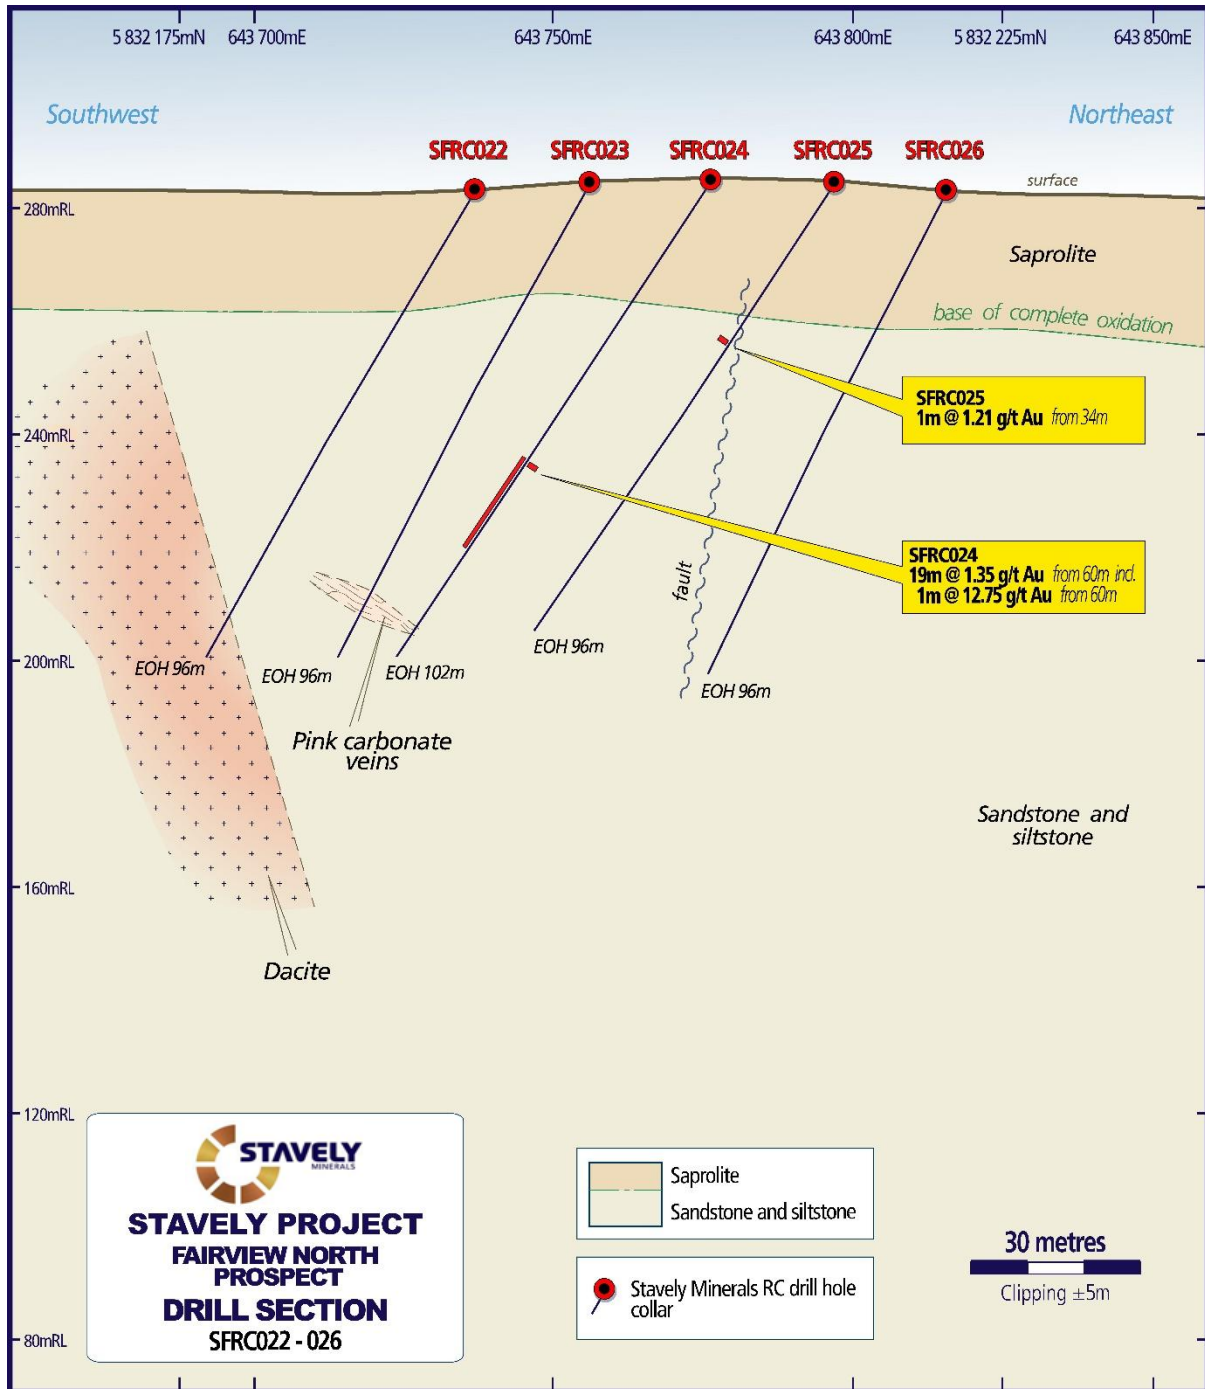 5 832 175mN 643 700mE 643 750mE 643 800mE 5 832 225mN 643 850mE
Southwest
Northeast
SFRC022 SFRC023 SFRC024 SFRC025 SFRC026
surface
280mRL
Saprolite
base of complete oxidation
SFRC025
1m @ 1.21 g/t Au from 34m
240mRL
SFRC024
19m @ 1.35 g/t Au from 60m incl.
1m @ 12.75 g/t Au from 60m
fault
EOH 96m
200mRL
EOH 96m
EOH 96m
EOH 102m
EOH 96m
Pink carbonate
veins
Sandstone and
siltstone
160mRL
Dacite
120mRL
STAVELY
MINERALS
STAVELY PROJECT
FAIRVIEW NORTH
PROSPECT
DRILL SECTION
SFRC022 - 026
Saprolite
Sandstone and siltstone
Stavely Minerals RC drill hole
collar
30 metres
Clipping ±5m
80mRL